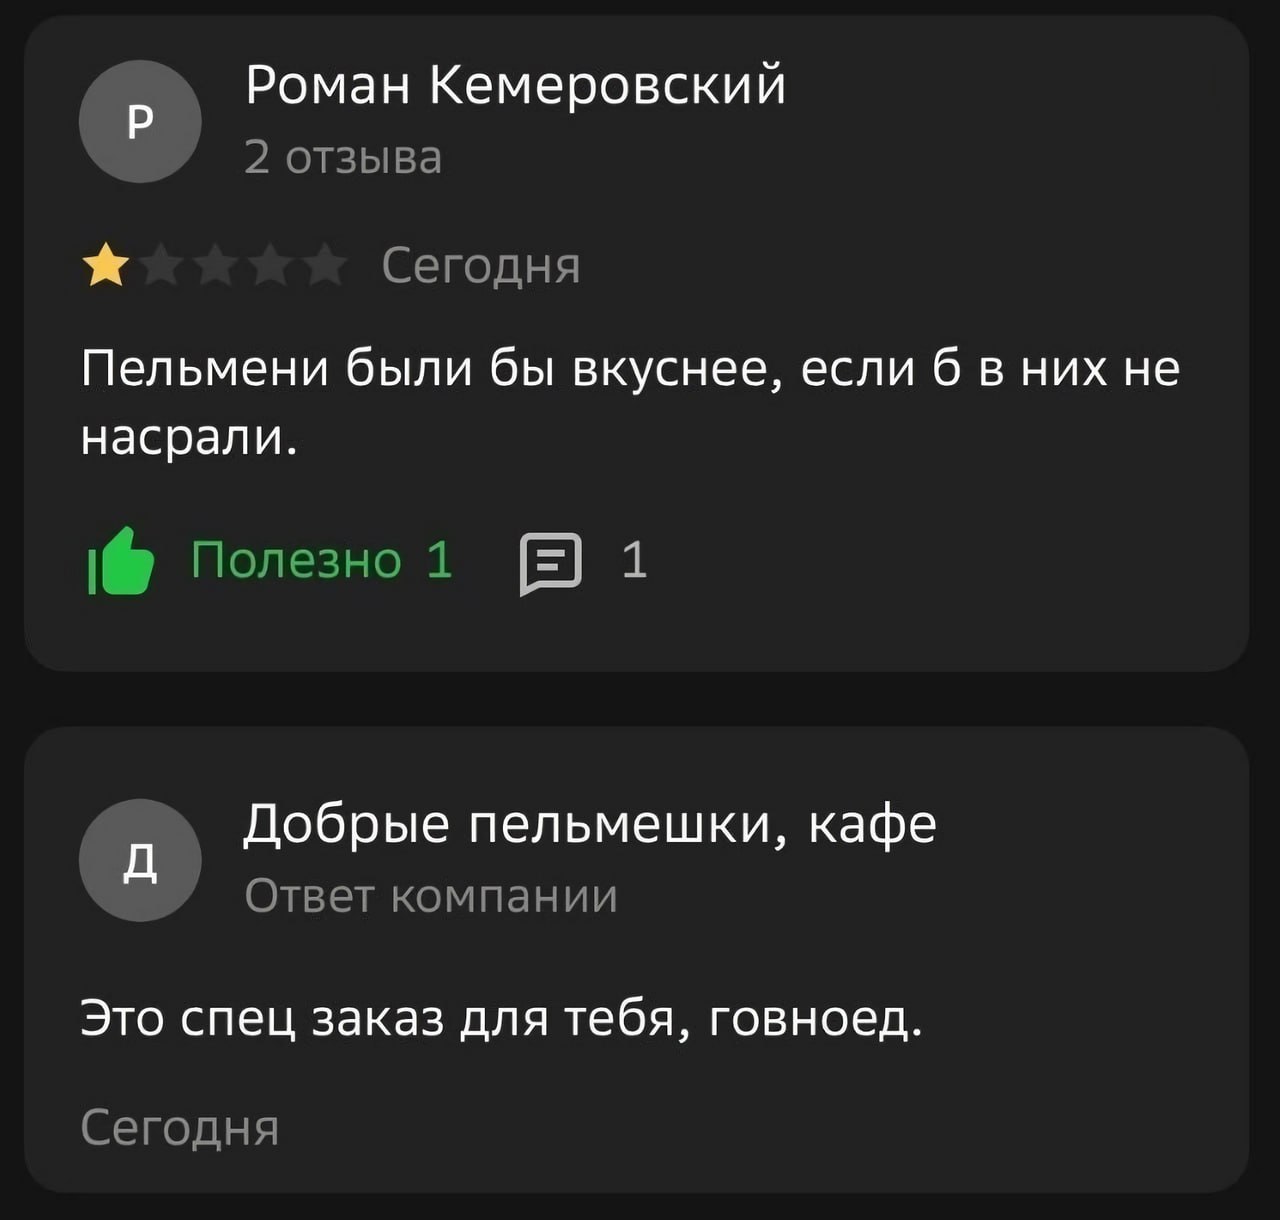 Р
Роман Кемеровский
2 отзыва
Сегодня
Пельмени были бы вкуснее, если б в них не
насрали.
Полезно 1
1
Д
Добрые пельмешки, кафе
Ответ компании
Это спец заказ для тебя, говноед.
Сегодня